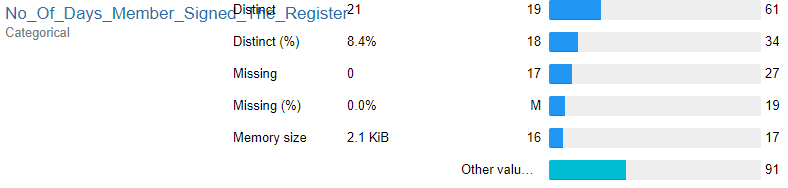 No_Of_Days_Member_Signed_The_Register
Categorical
Distinct 21
Distinct (%) 8.4%
Missing 0
Missing (%) 0.0%
Memory size 2.1 KiB
19 61
18 34
17 27
M 19
16 17
Other valu... 91